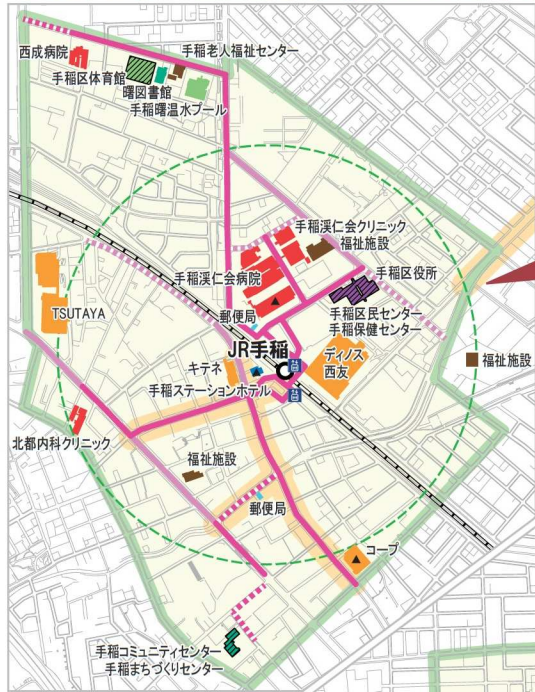 手稲老人福祉センター
西成病院
手稲区体育館
曙図書館
手稲曙温水プール
手稲渓仁会クリニック
福祉施設
手稲渓仁会病院
手稲区役所
手稲区民センター
手稲保健センター
TSUTAYA
郵便局
JR手稲
ディノス
西友
キテネ
福祉施設
手稲ステーションホテル
北都内科クリニック
福祉施設
郵便局
コープ
手稲コミュニティセンター
手稲まちづくりセンター